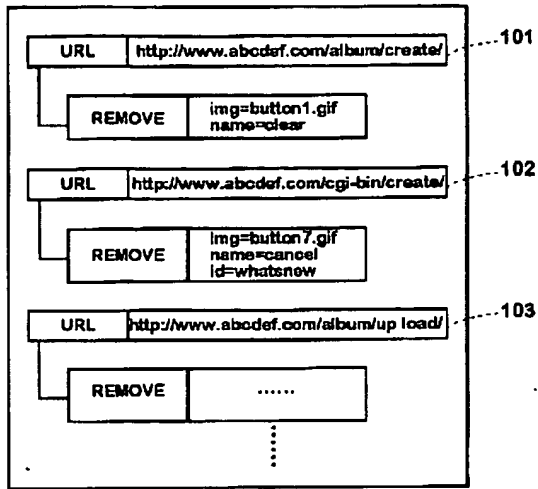 URL http://www.abcdef.com/album/create/ 101
REMOVE img=button1.gif
name=clear
URL http://www.abcdef.com/cgi-bin/create/ 102
REMOVE img=button7.gif
name=cancel
id=whatsnew
URL http://www.abcdef.com/album/up load/ 103
REMOVE ······